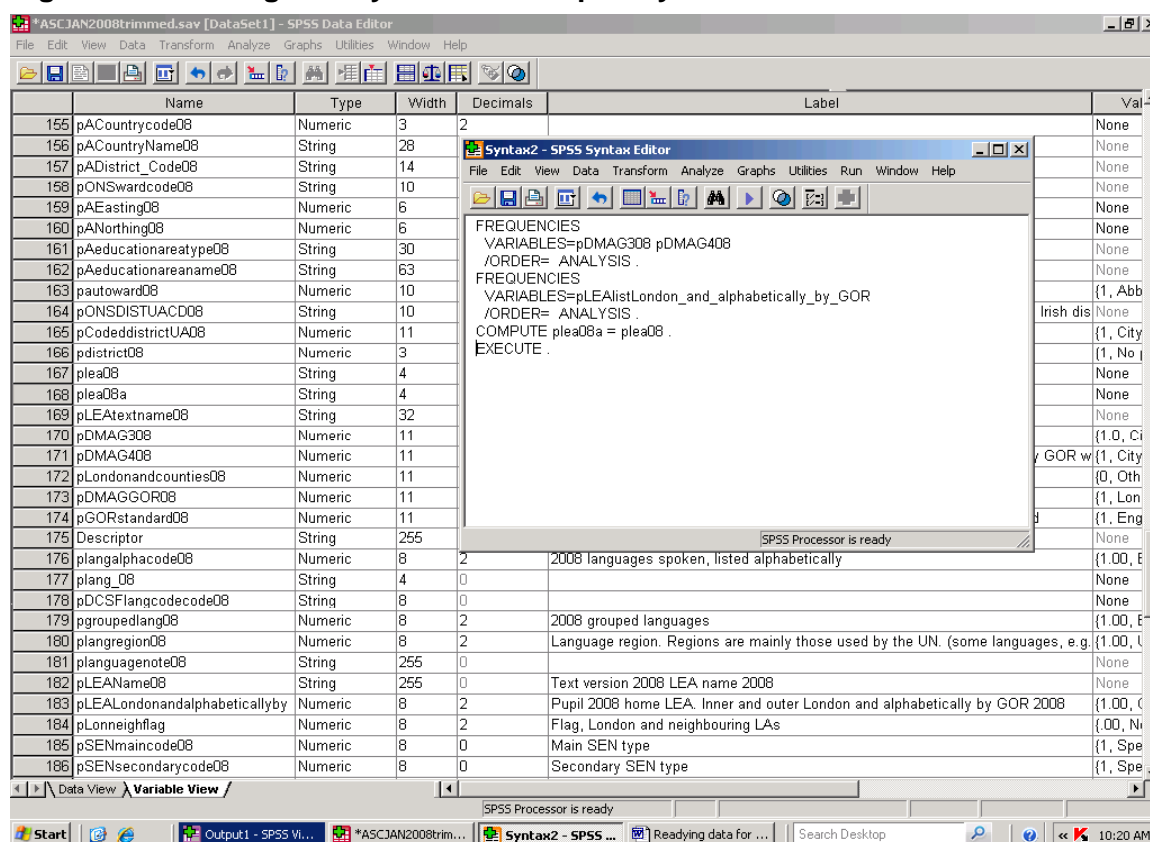 *ASCJAN2008trimmed.sav [DataSet1] - SPSS Data Editor
File Edit View Data Transform Analyze Graphs Utilities Window Help
Name Type Width Decimals Label Val
155 pACountrycode08 Numeric 3 2 None
156 pACountryName08 String 28 None
157 pADistrict_Code08 String 14 None
158 pONSwardcode08 String 10 None
159 pAEasting08 Numeric 6 None
160 pANorthing08 Numeric 6 None
161 pAeducationareatype08 String 30 None
162 pAeducationareaname08 String 63 None
163 pautoward08 Numeric 10 {1, Abb
164 pONSDISTUACD08 String 10 Irish dis None
165 pCodeddistrictUA08 Numeric 11 {1, City
166 pdistrict08 Numeric 3 {1, No
167 plea08 String 4 None
168 plea08a String 4 None
169 pLEAtextname08 String 32 None
170 pDMAG308 Numeric 11 {1.0, Ci
171 pDMAG408 Numeric 11 y GOR w {1, City
172 pLondonandcounties08 Numeric 11 {0, Oth
173 pDMAGGOR08 Numeric 11 {1, Lon
174 pGORstandard08 Numeric 11 {1, Eng
175 Descriptor String 255 None
176 plangalphacode08 Numeric 8 2 2008 languages spoken, listed alphabetically {1.00, E
177 plang_08 String 4 0 None
178 pDCSFlangcodecode08 String 8 0 None
179 pgroupedlang08 Numeric 8 2 2008 grouped languages {1.00, E
180 plangregion08 Numeric 8 2 Language region. Regions are mainly those used by the UN. (some languages, e.g. {1.00, U
181 planguagenote08 String 255 0 None
182 pLEAName08 String 255 0 Text version 2008 LEA name 2008 None
183 pLEALondonandalphabeticallyby Numeric 8 2 Pupil 2008 home LEA. Inner and outer London and alphabetically by GOR 2008 {1.00,
184 pLonneighflag Numeric 8 2 Flag, London and neighbouring LAs {.00,
185 pSENmaincode08 Numeric 8 0 Main SEN type {1, Spe
186 pSENsecondarycode08 Numeric 8 0 Secondary SEN type {1, Spe
Syntax2 - SPSS Syntax Editor
File Edit View Data Transform Analyze Graphs Utilities Run Window Help
FREQUENCIES
VARIABLES=pDMAG308 pDMAG408
/ORDER= ANALYSIS .
FREQUENCIES
VARIABLES=pLEAlistLondon_and_alphabetically_by_GOR
/ORDER= ANALYSIS .
COMPUTE plea08a = plea08 .
EXECUTE .
SPSS Processor is ready
Data View Variable View
SPSS Processor is ready
Start Output1 - SPSS Vi... *ASCJAN2008trim... Syntax2 - SPSS ... Readying data for ... Search Desktop 10:20 AM